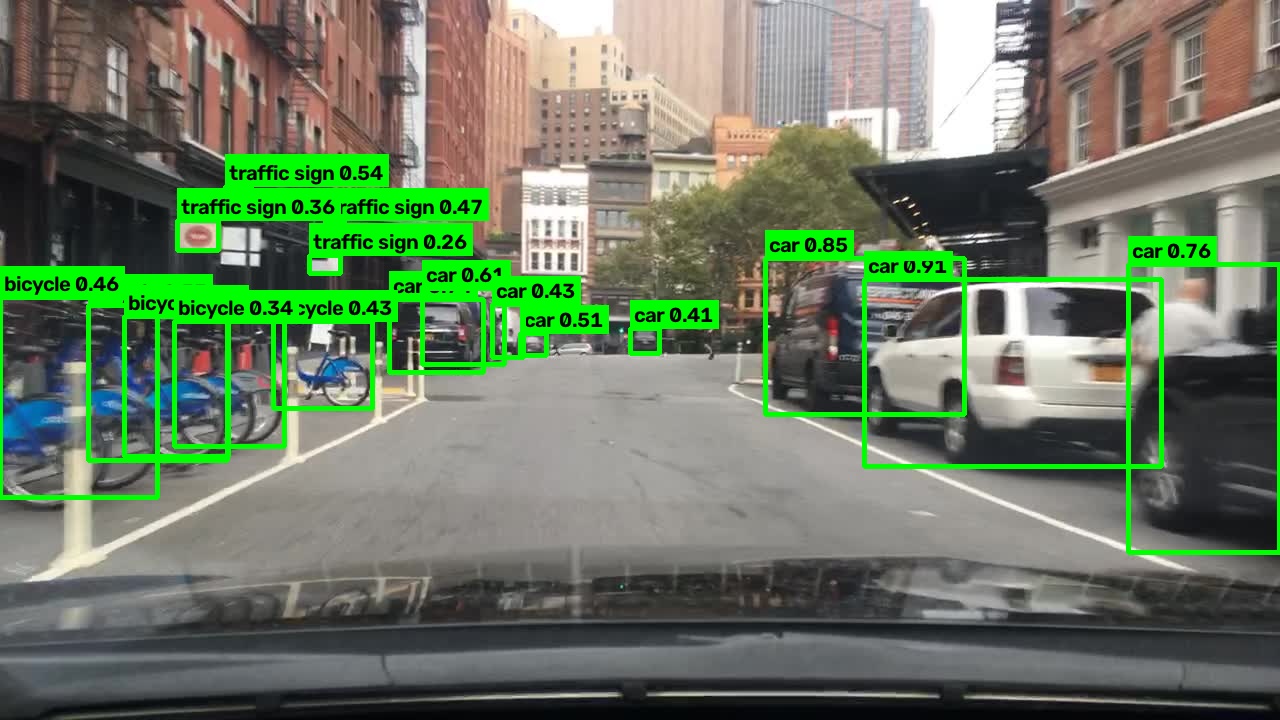 traffic sign 0.54
traffic sign 0.36
raffic sign 0.47
traffic sign 0.26
car 0.85
car 0.91
car 0.76
car 0.61
car 0.43
car 0.51
car 0.41
bicycle 0.46
bicyc
bicycle 0.34
cycle 0.43